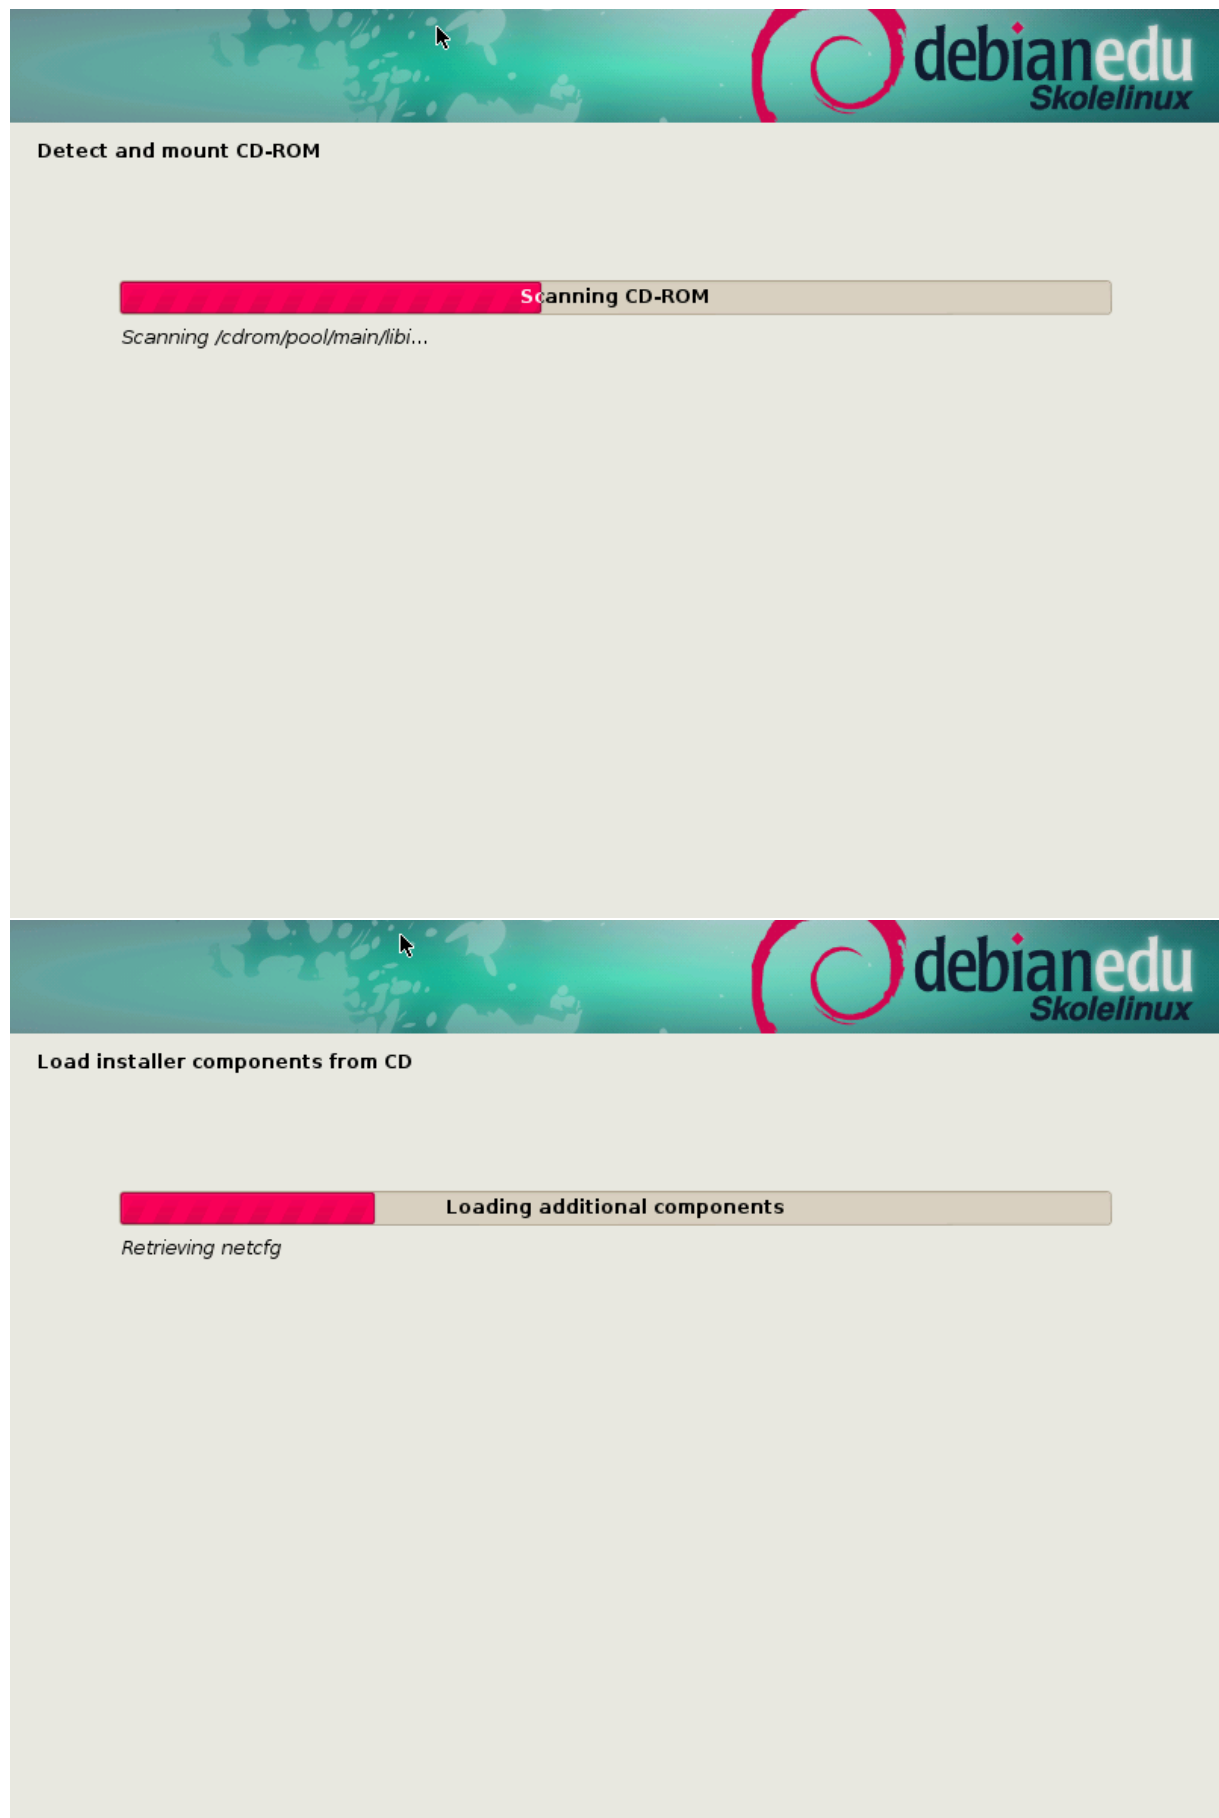 debianedu
Skolelinux
Detect and mount CD-ROM
Scanning CD-ROM
Scanning /cdrom/pool/main/libi...
debianedu
Skolelinux
Load installer components from CD
Loading additional components
Retrieving netcfg